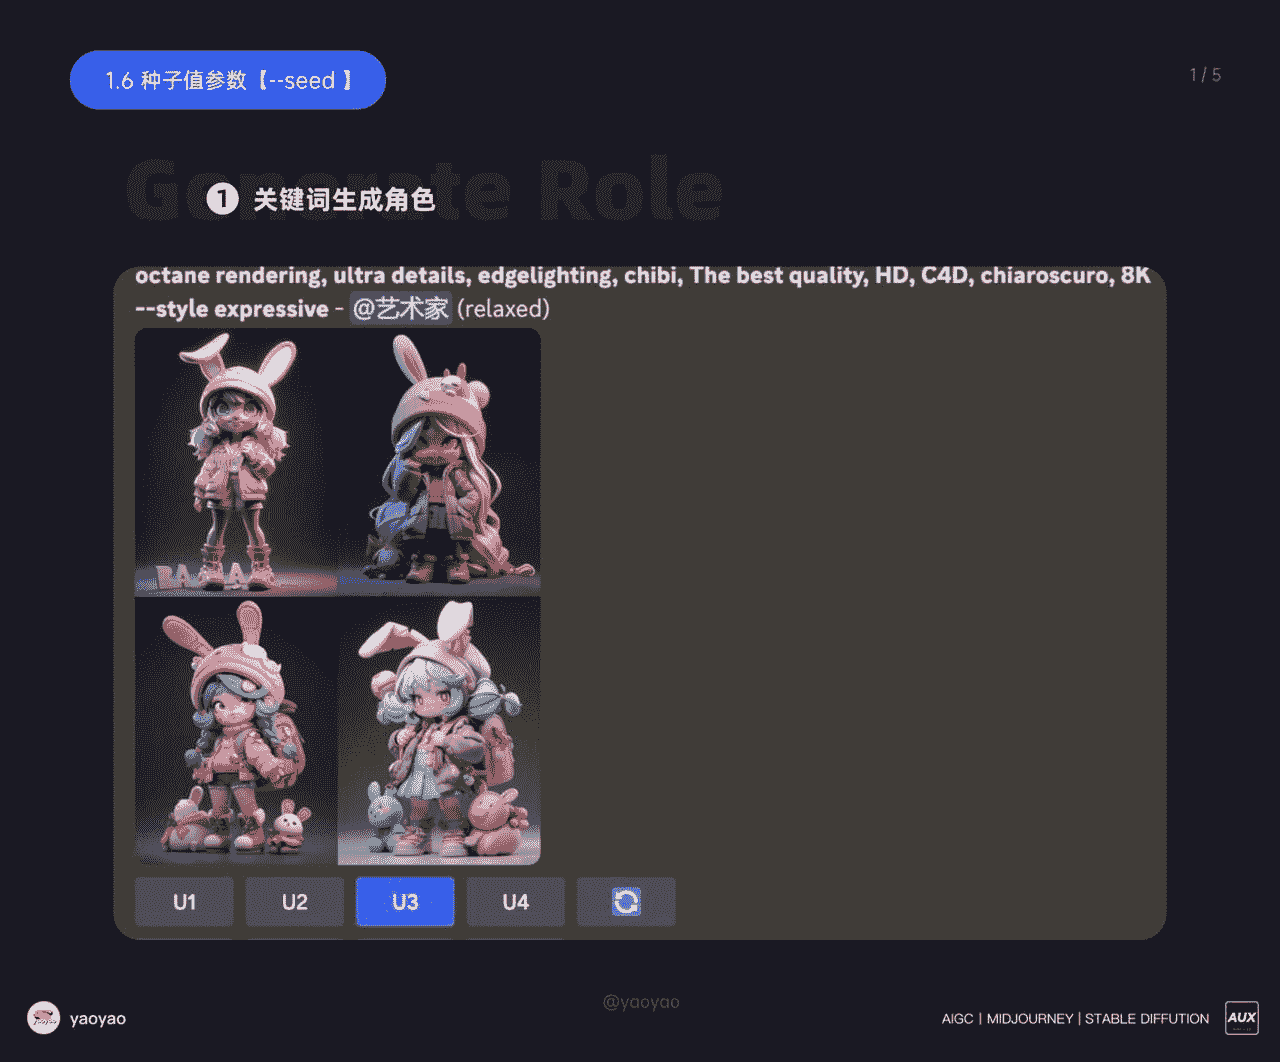 1.6 种子值参数【--seed 】
1 / 5
Generate Role
1 关键词生成角色
octane rendering, ultra details, edgelighting, chibi, The best quality, HD, C4D, chiaroscuro, 8K
--style expressive - @艺术家 (relaxed)
U1 U2 U3 U4
@yaoyao
yaoyao
AIGC | MIDJOURNEY | STABLE DIFFUTION
AUX